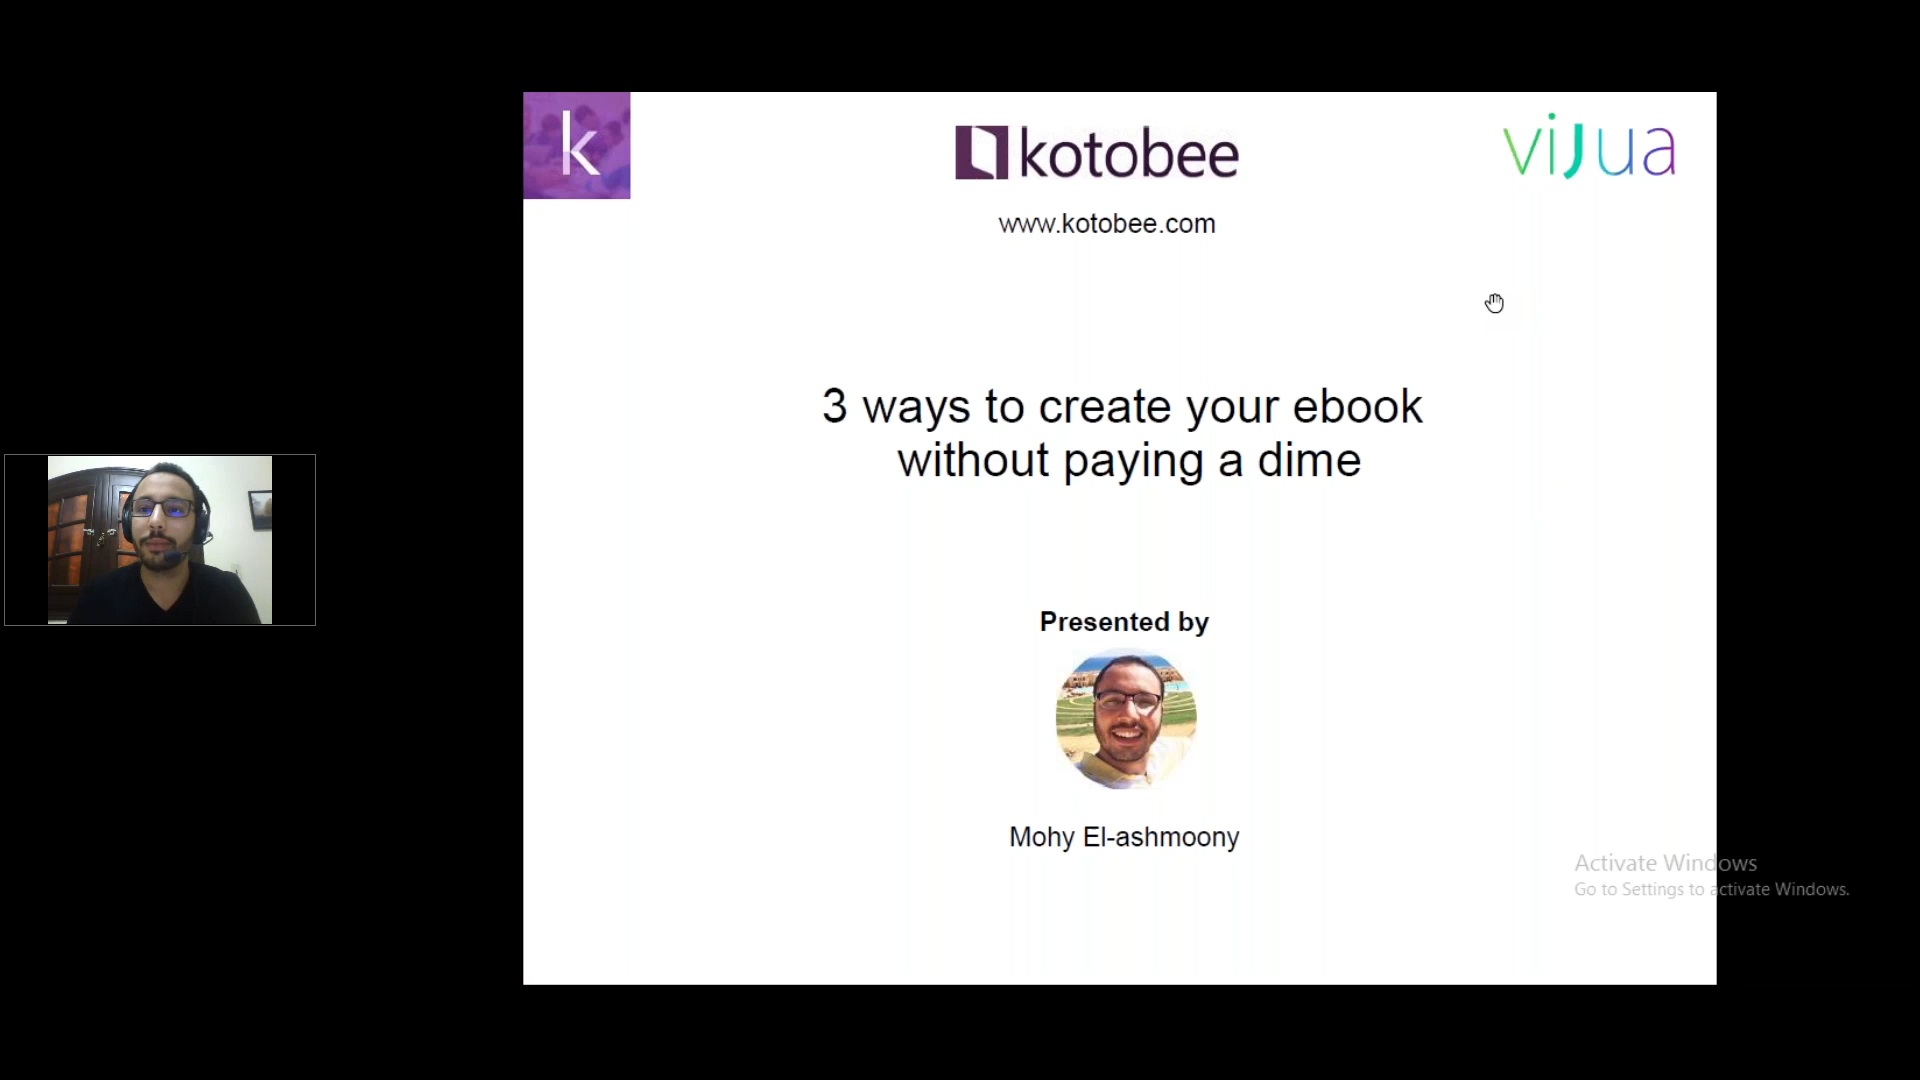 k
kotobee
vijua
www.kotobee.com
3 ways to create your ebook
without paying a dime
Presented by
Mohy El-ashmoony
Activate Windows
Go to Settings to activate Windows.